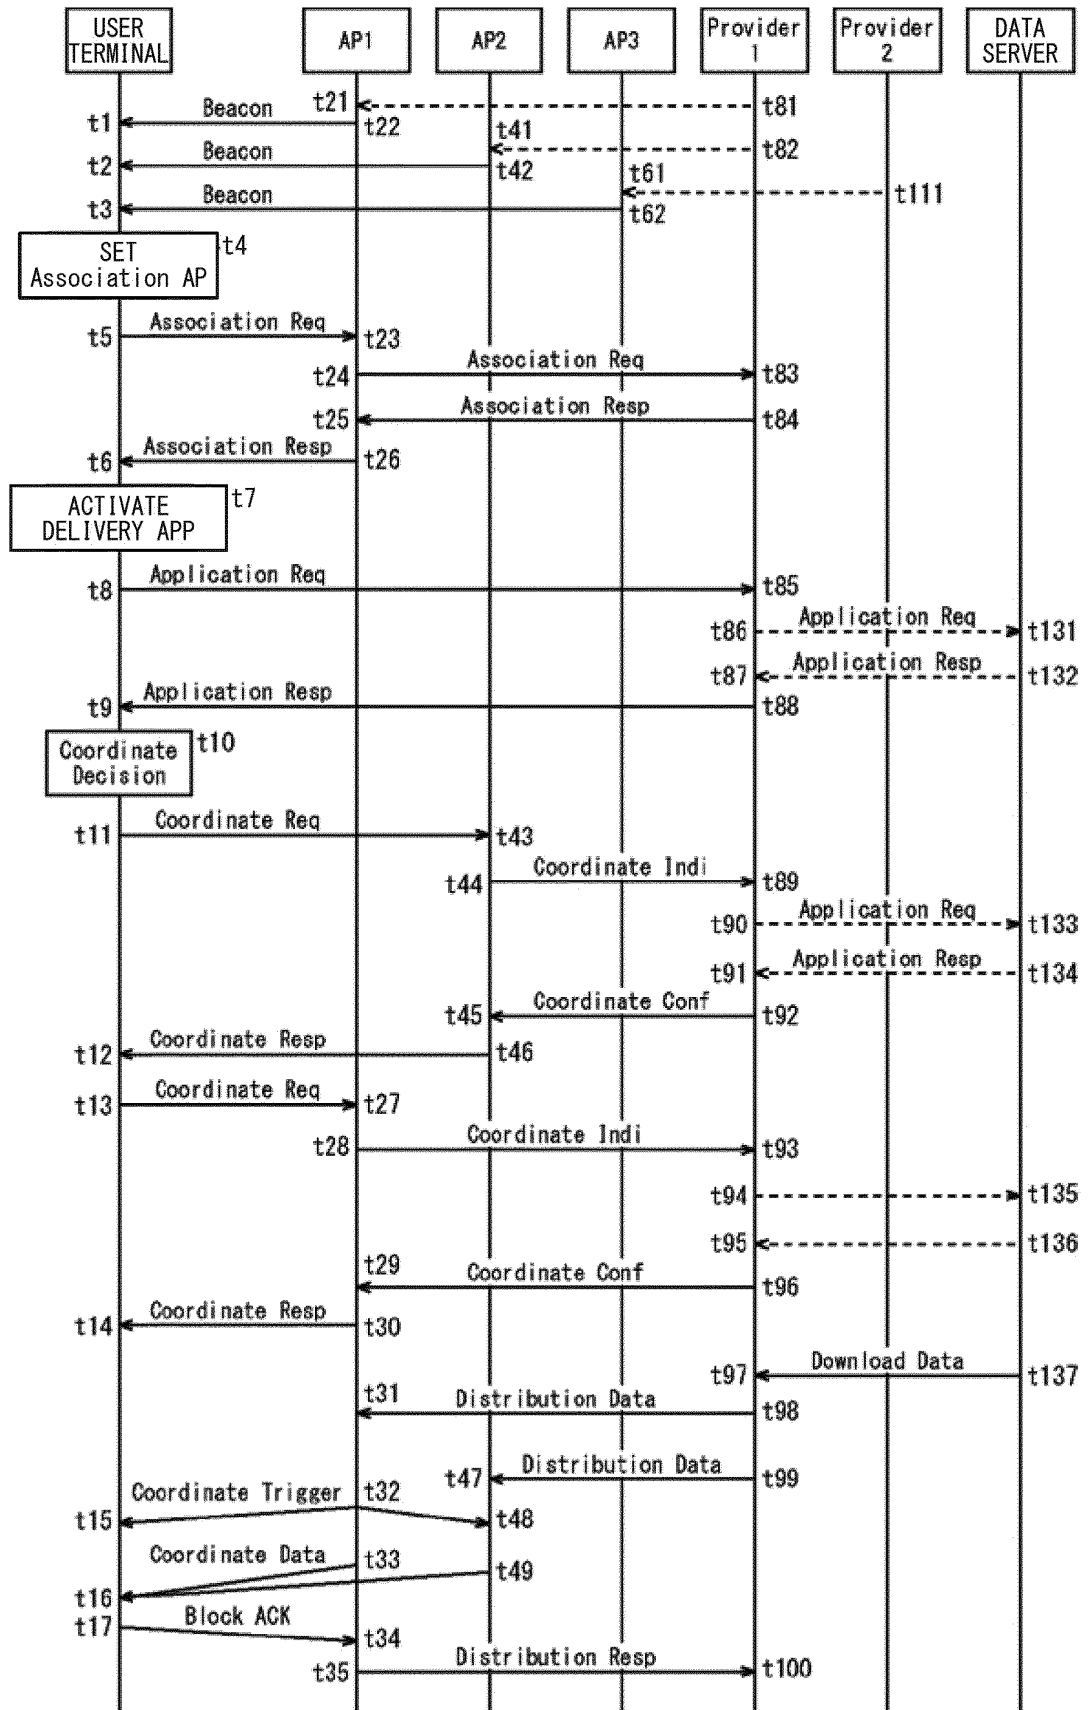 USER
TERMINAL
AP1
AP2
AP3
Provider
1
Provider
2
DATA
SERVER
t21
t81
Beacon
t1
t22
t41
t82
Beacon
t2
t42
t61
t111
Beacon
t3
t62
SET
Association AP
t4
Association Req
t5
t23
Association Req
t24
t83
Association Resp
t25
t84
Association Resp
t6
t26
ACTIVATE
DELIVERY APP
t7
Application Req
t8
t85
Application Req
t86
t131
Application Resp
t87
t132
Application Resp
t9
t88
Coordinate
Decision
t10
Coordinate Req
t11
t43
Coordinate Indi
t44
t89
Application Req
t90
t133
Application Resp
t91
t134
Coordinate Conf
t45
t92
Coordinate Resp
t12
t46
Coordinate Req
t13
t27
Coordinate Indi
t28
t93
t94
t135
t95
t136
t29
Coordinate Conf
t96
Coordinate Resp
t14
t30
Download Data
t97
t137
t31
Distribution Data
t98
Distribution Data
t47
t99
Coordinate Trigger
t32
t15
t48
Coordinate Data
t33
t49
t16
Block ACK
t17
t34
Distribution Resp
t35
t100